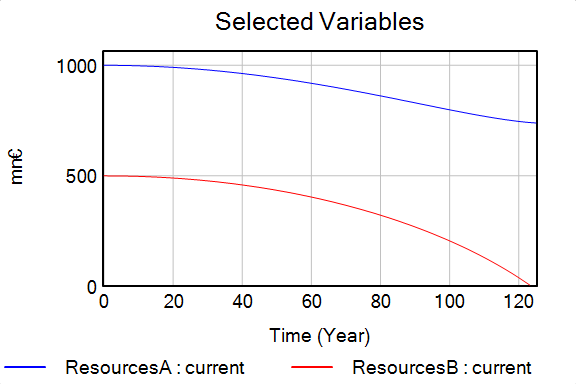 Selected Variables
1000
500
0
mn€
0 20 40 60 80 100 120
Time (Year)
ResourcesA : current ResourcesB : current